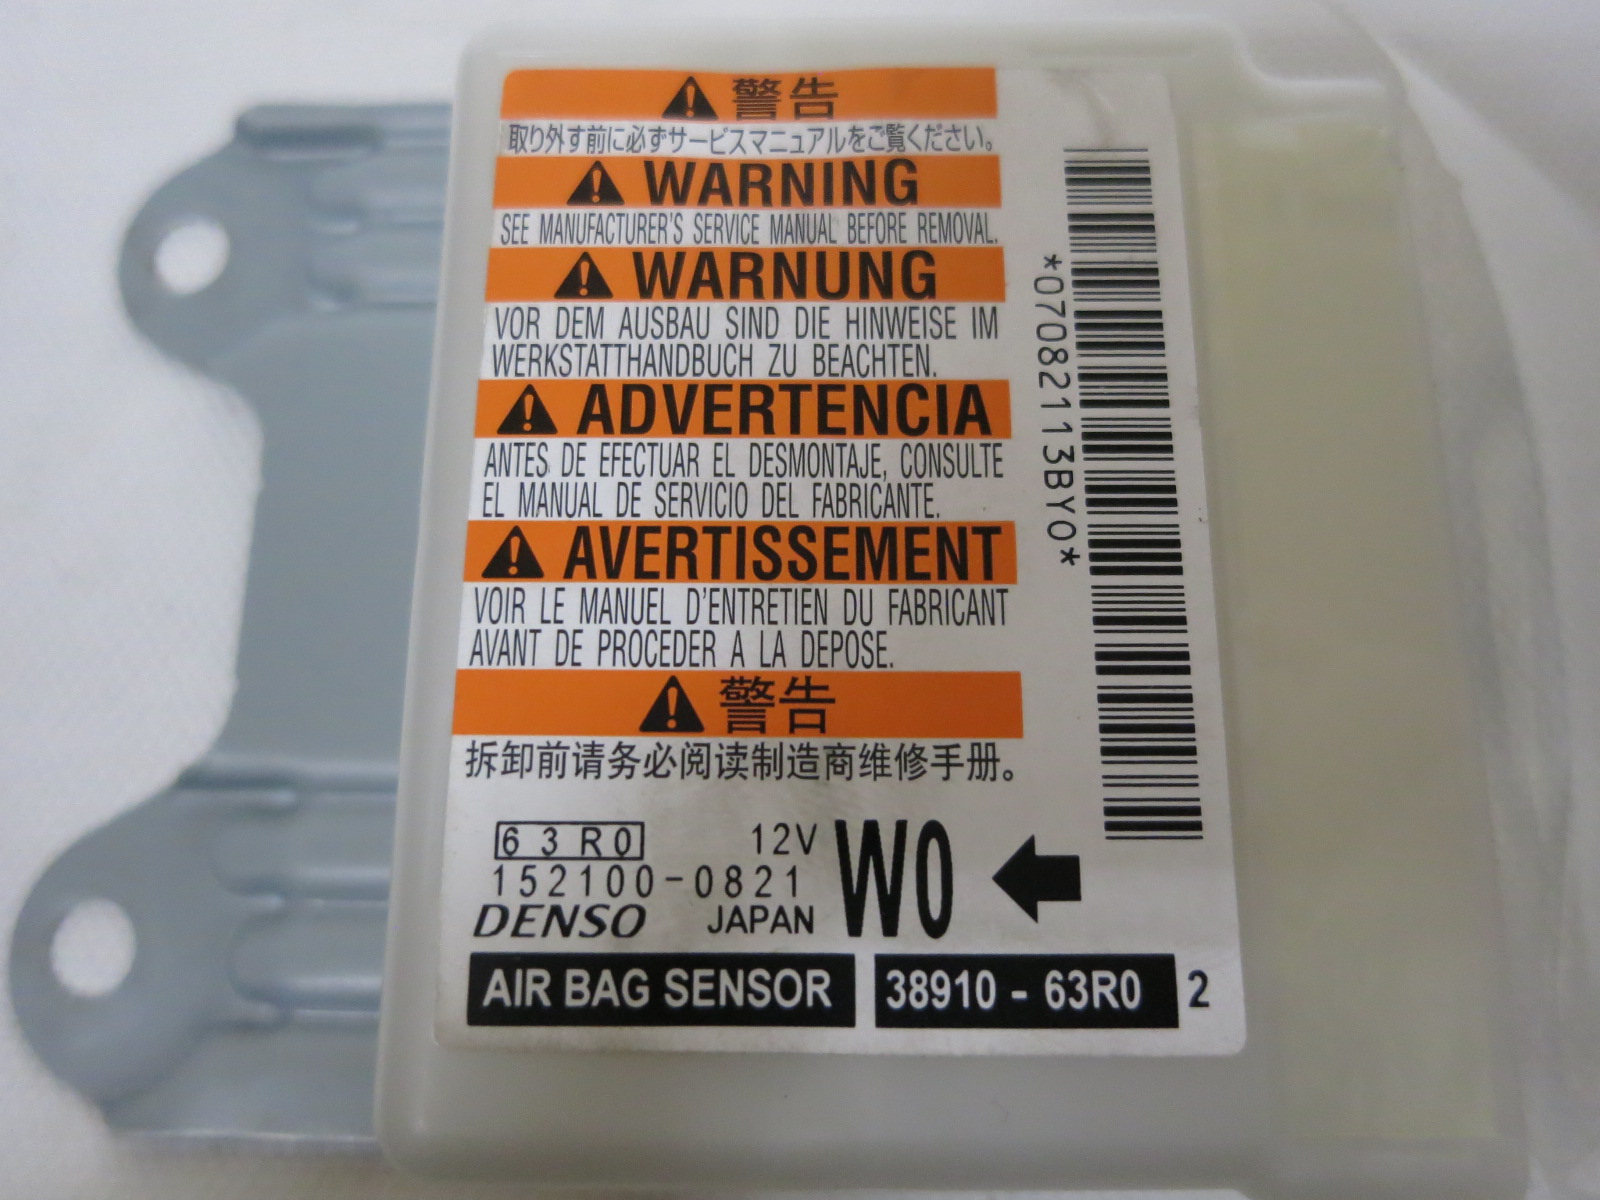 警告
取り外す前に必ずサービスマニュアルをご覧ください。
WARNING
SEE MANUFACTURER'S SERVICE MANUAL BEFORE REMOVAL.
WARNUNG
VOR DEM AUSBAU SIND DIE HINWEISE IM
WERKSTATTHANDBUCH ZU BEACHTEN.
ADVERTENCIA
ANTES DE EFECTUAR EL DESMONTAJE, CONSULTE
EL MANUAL DE SERVICIO DEL FABRICANTE.
AVERTISSEMENT
VOIR LE MANUEL D'ENTRETIEN DU FABRICANT
AVANT DE PROCEDER A LA DEPOSE.
警告
拆卸前请务必阅读制造商维修手册。
63R0 12V W0
152100-0821
DENSO JAPAN
AIR BAG SENSOR 38910 - 63R0 2
*070821113BY0*